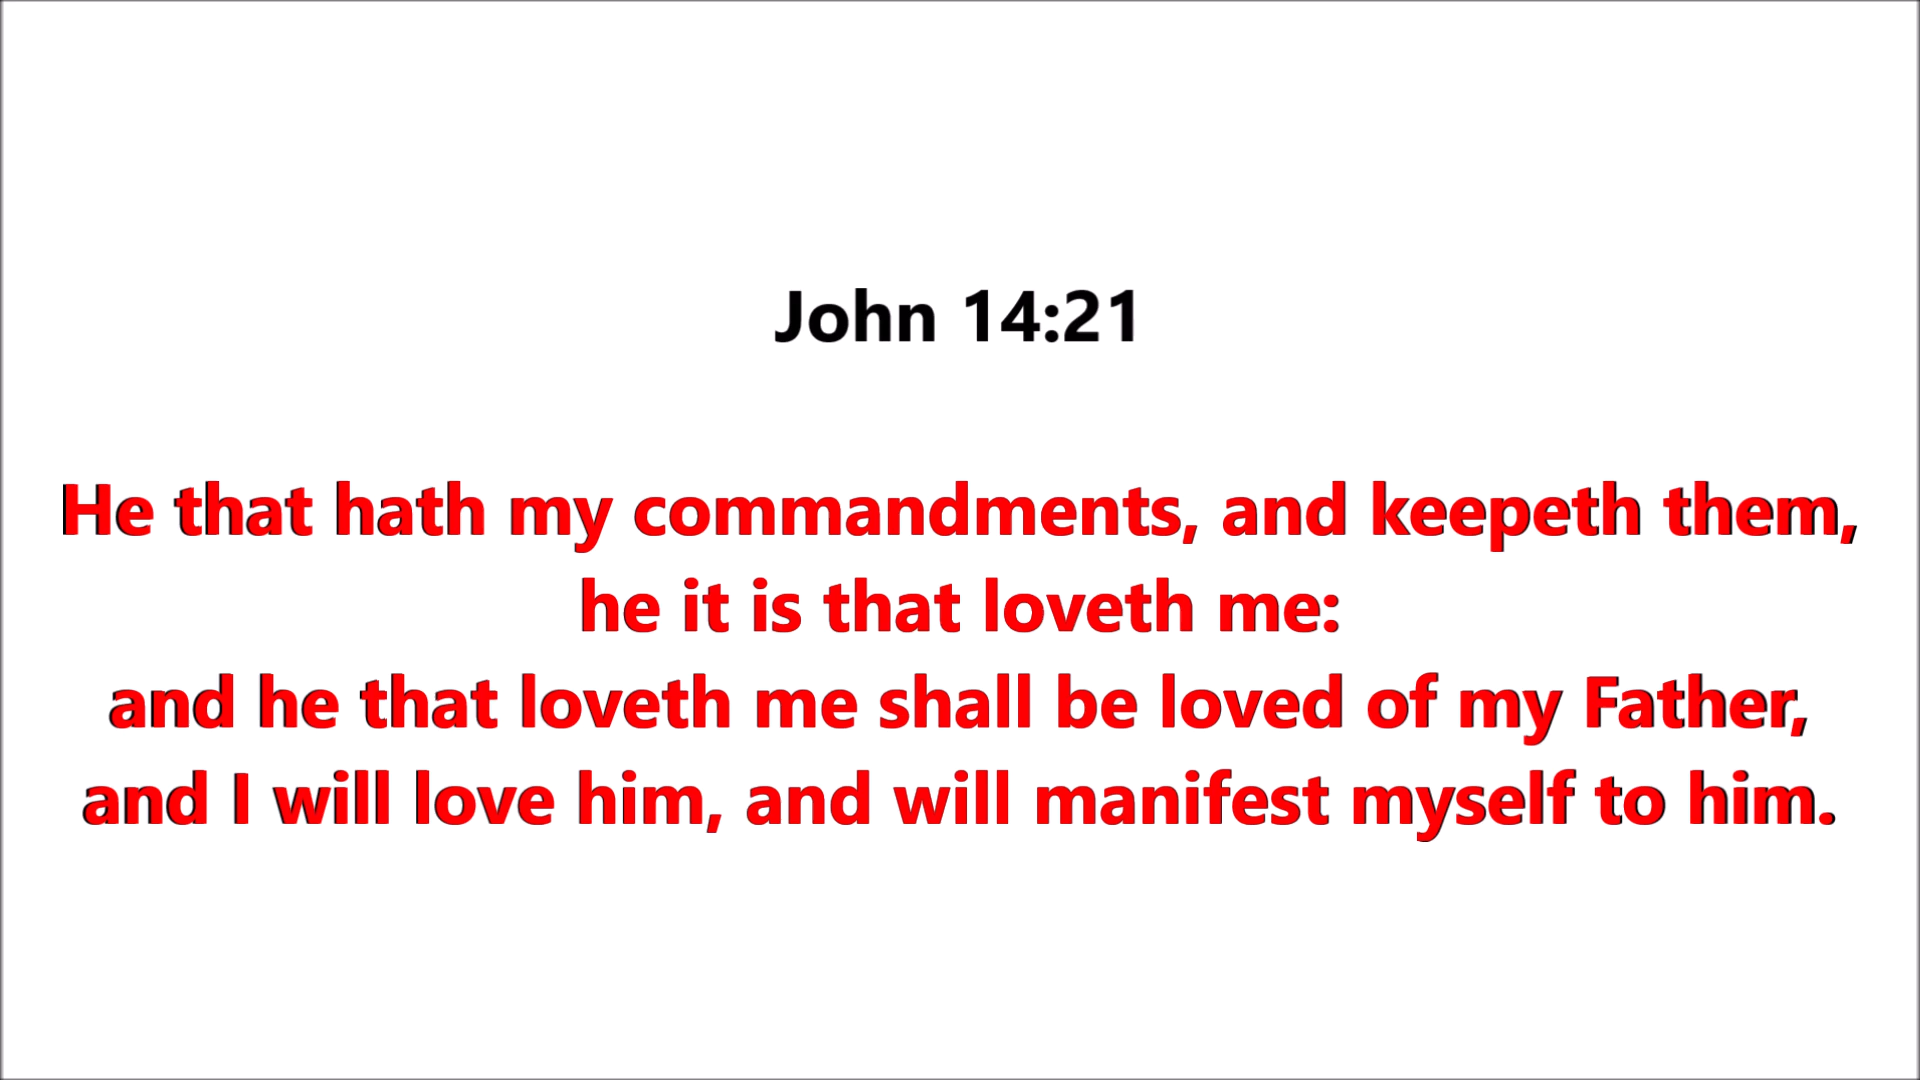 John 14:21
He that hath my commandments, and keepeth them,
he it is that loveth me:
and he that loveth me shall be loved of my Father,
and I will love him, and will manifest myself to him.